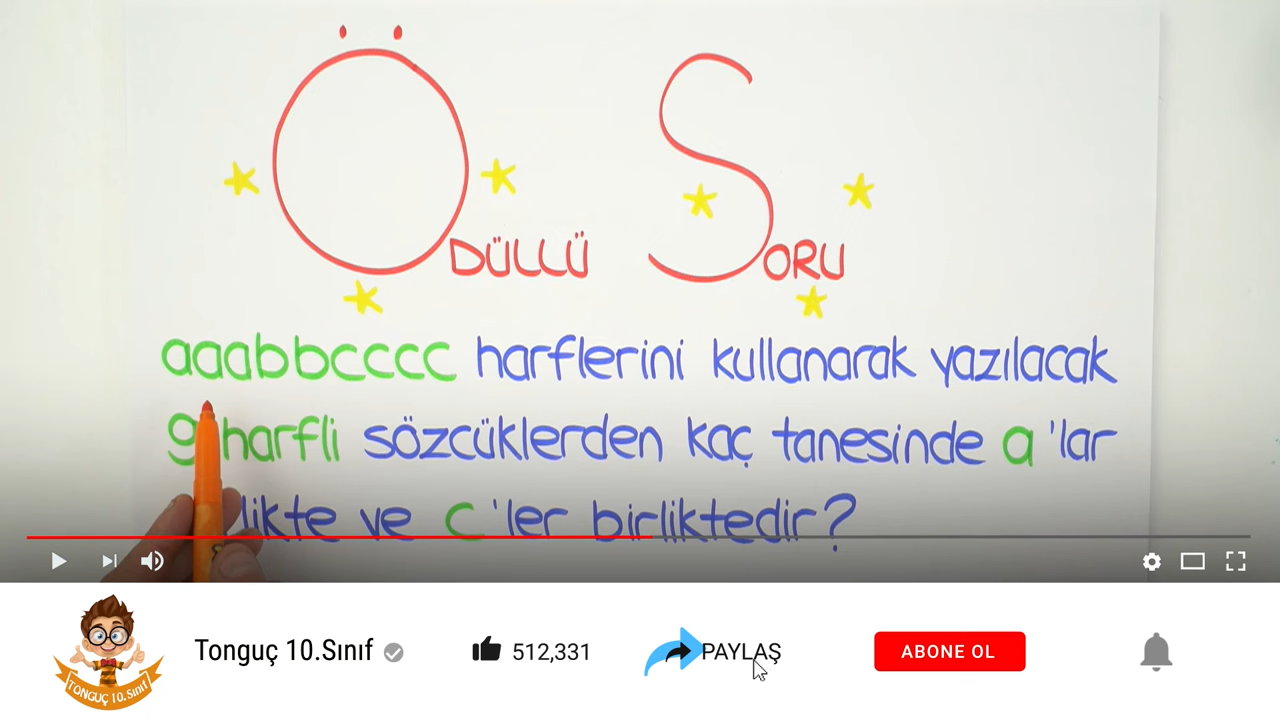 ÖDÜLLÜ SORU
aaabbcccc harflerini kullanarak yazılacak
9 harfli sözcüklerden kaç tanesinde a'lar
ve c'ler birliktedir?
Tonguç 10.Sınıf
512,331
PAYLAŞ
ABONE OL
TONGUÇ 10.Sınıf